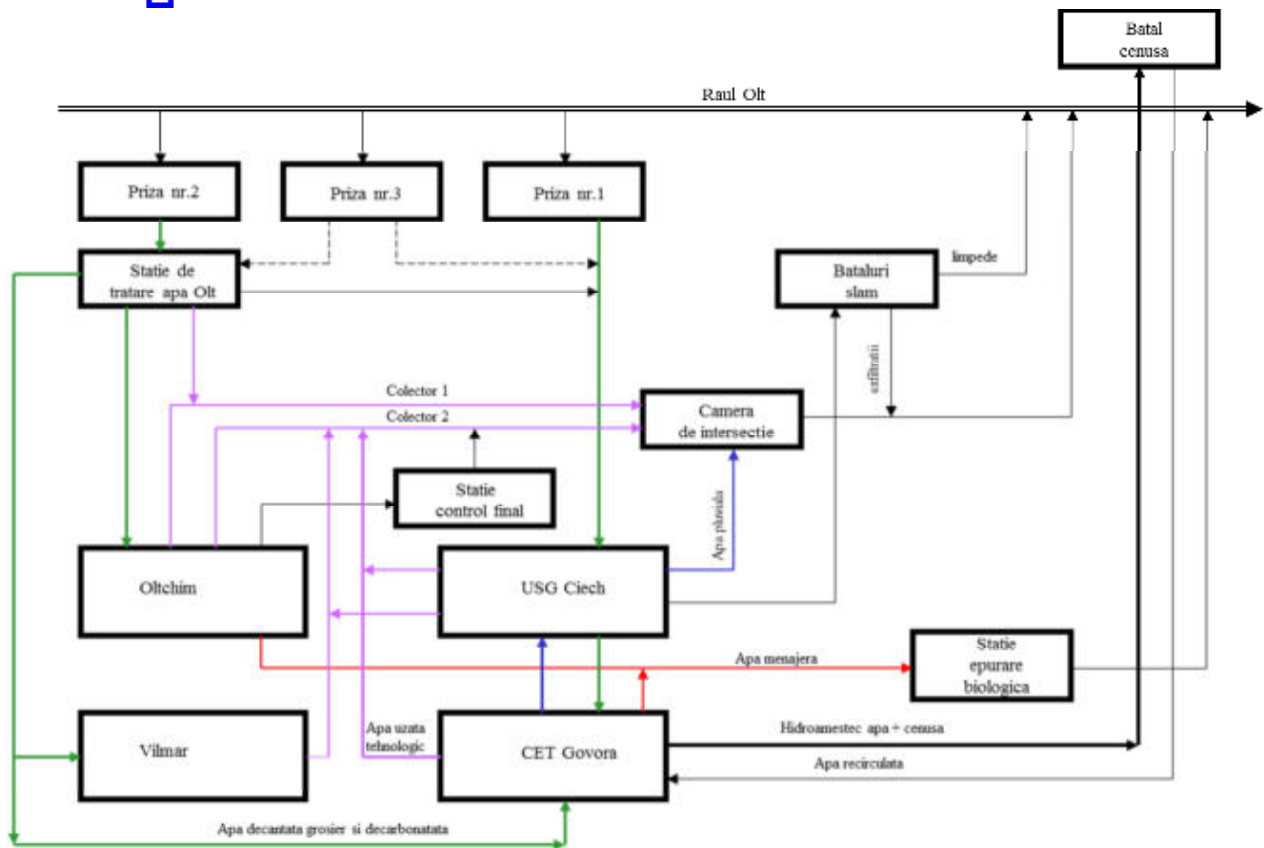 Batal
cenusa
Raul Olt
Priza nr.2
Priza nr.3
Priza nr.1
Statie de
tratare apa Olt
Bataluri
slam
limpede
exfiltratii
Colector 1
Colector 2
Camera
de intersectie
Statie
control final
Apa pluviala
Oltchim
USG Ciech
Apa menajera
Statie
epurare
biologica
Vilmar
Apa uzata
tehnologic
CET Govora
Hidroamestec apa + cenusa
Apa recirculata
Apa decantata grosier si decarbonatata